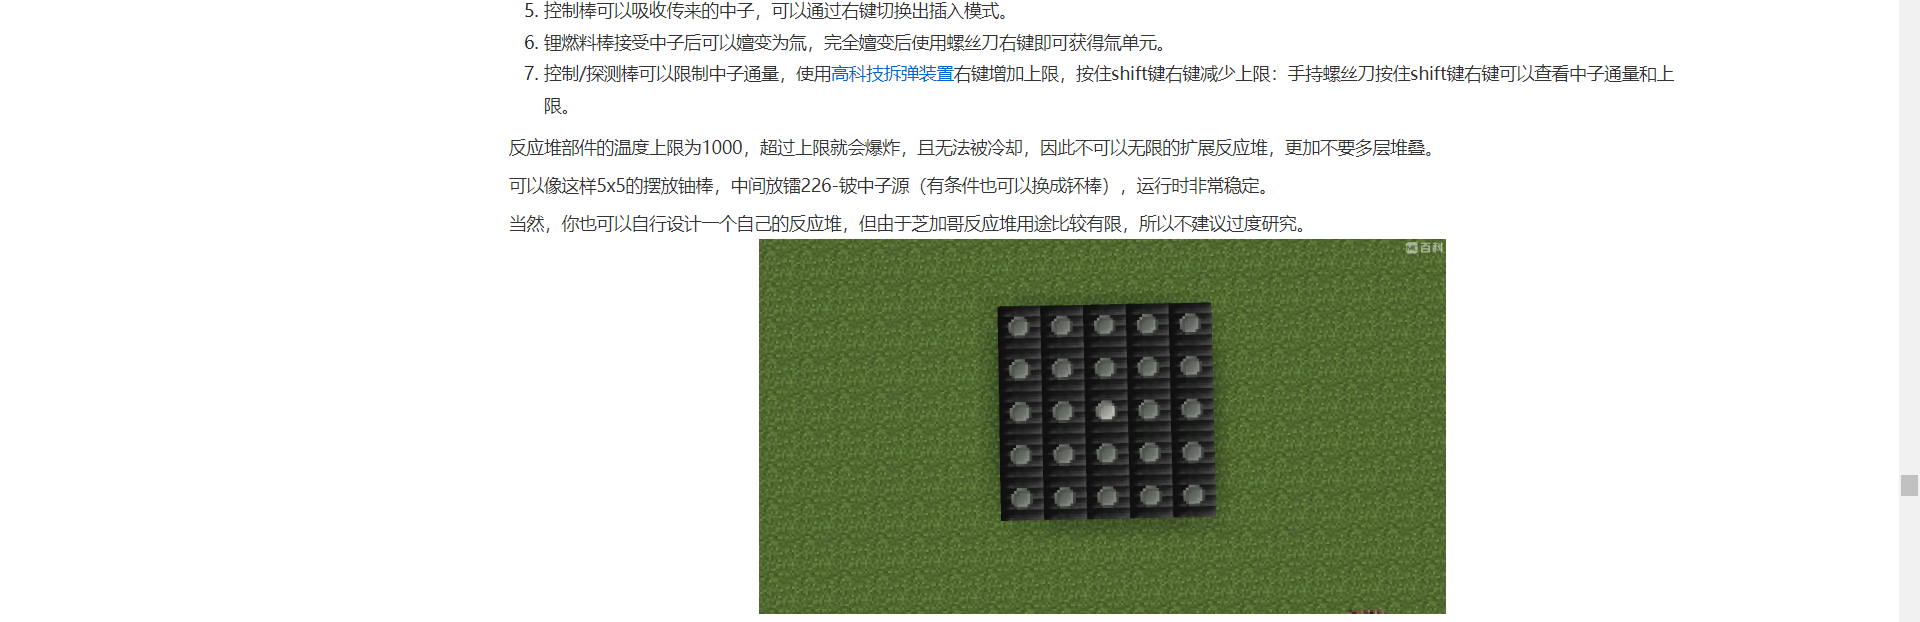 5. 控制棒可以吸收传来的中子，可以通过右键切换出插入模式。
6. 锂燃料棒接受中子后可以嬗变为氚，完全嬗变后使用螺丝刀右键即可获得氚单元。
7. 控制/探测棒可以限制中子通量，使用高科技拆弹装置右键增加上限，按住shift键右键减少上限：手持螺丝刀按住shift键右键可以查看中子通量和上
限。
反应堆部件的温度上限为1000，超过上限就会爆炸，且无法被冷却，因此不可以无限的扩展反应堆，更加不要多层堆叠。
可以像这样5x5的摆放铀棒，中间放镭226-铍中子源（有条件也可以换成钚棒），运行时非常稳定。
当然，你也可以自行设计一个自己的反应堆，但由于芝加哥反应堆用途比较有限，所以不建议过度研究。
MC百科